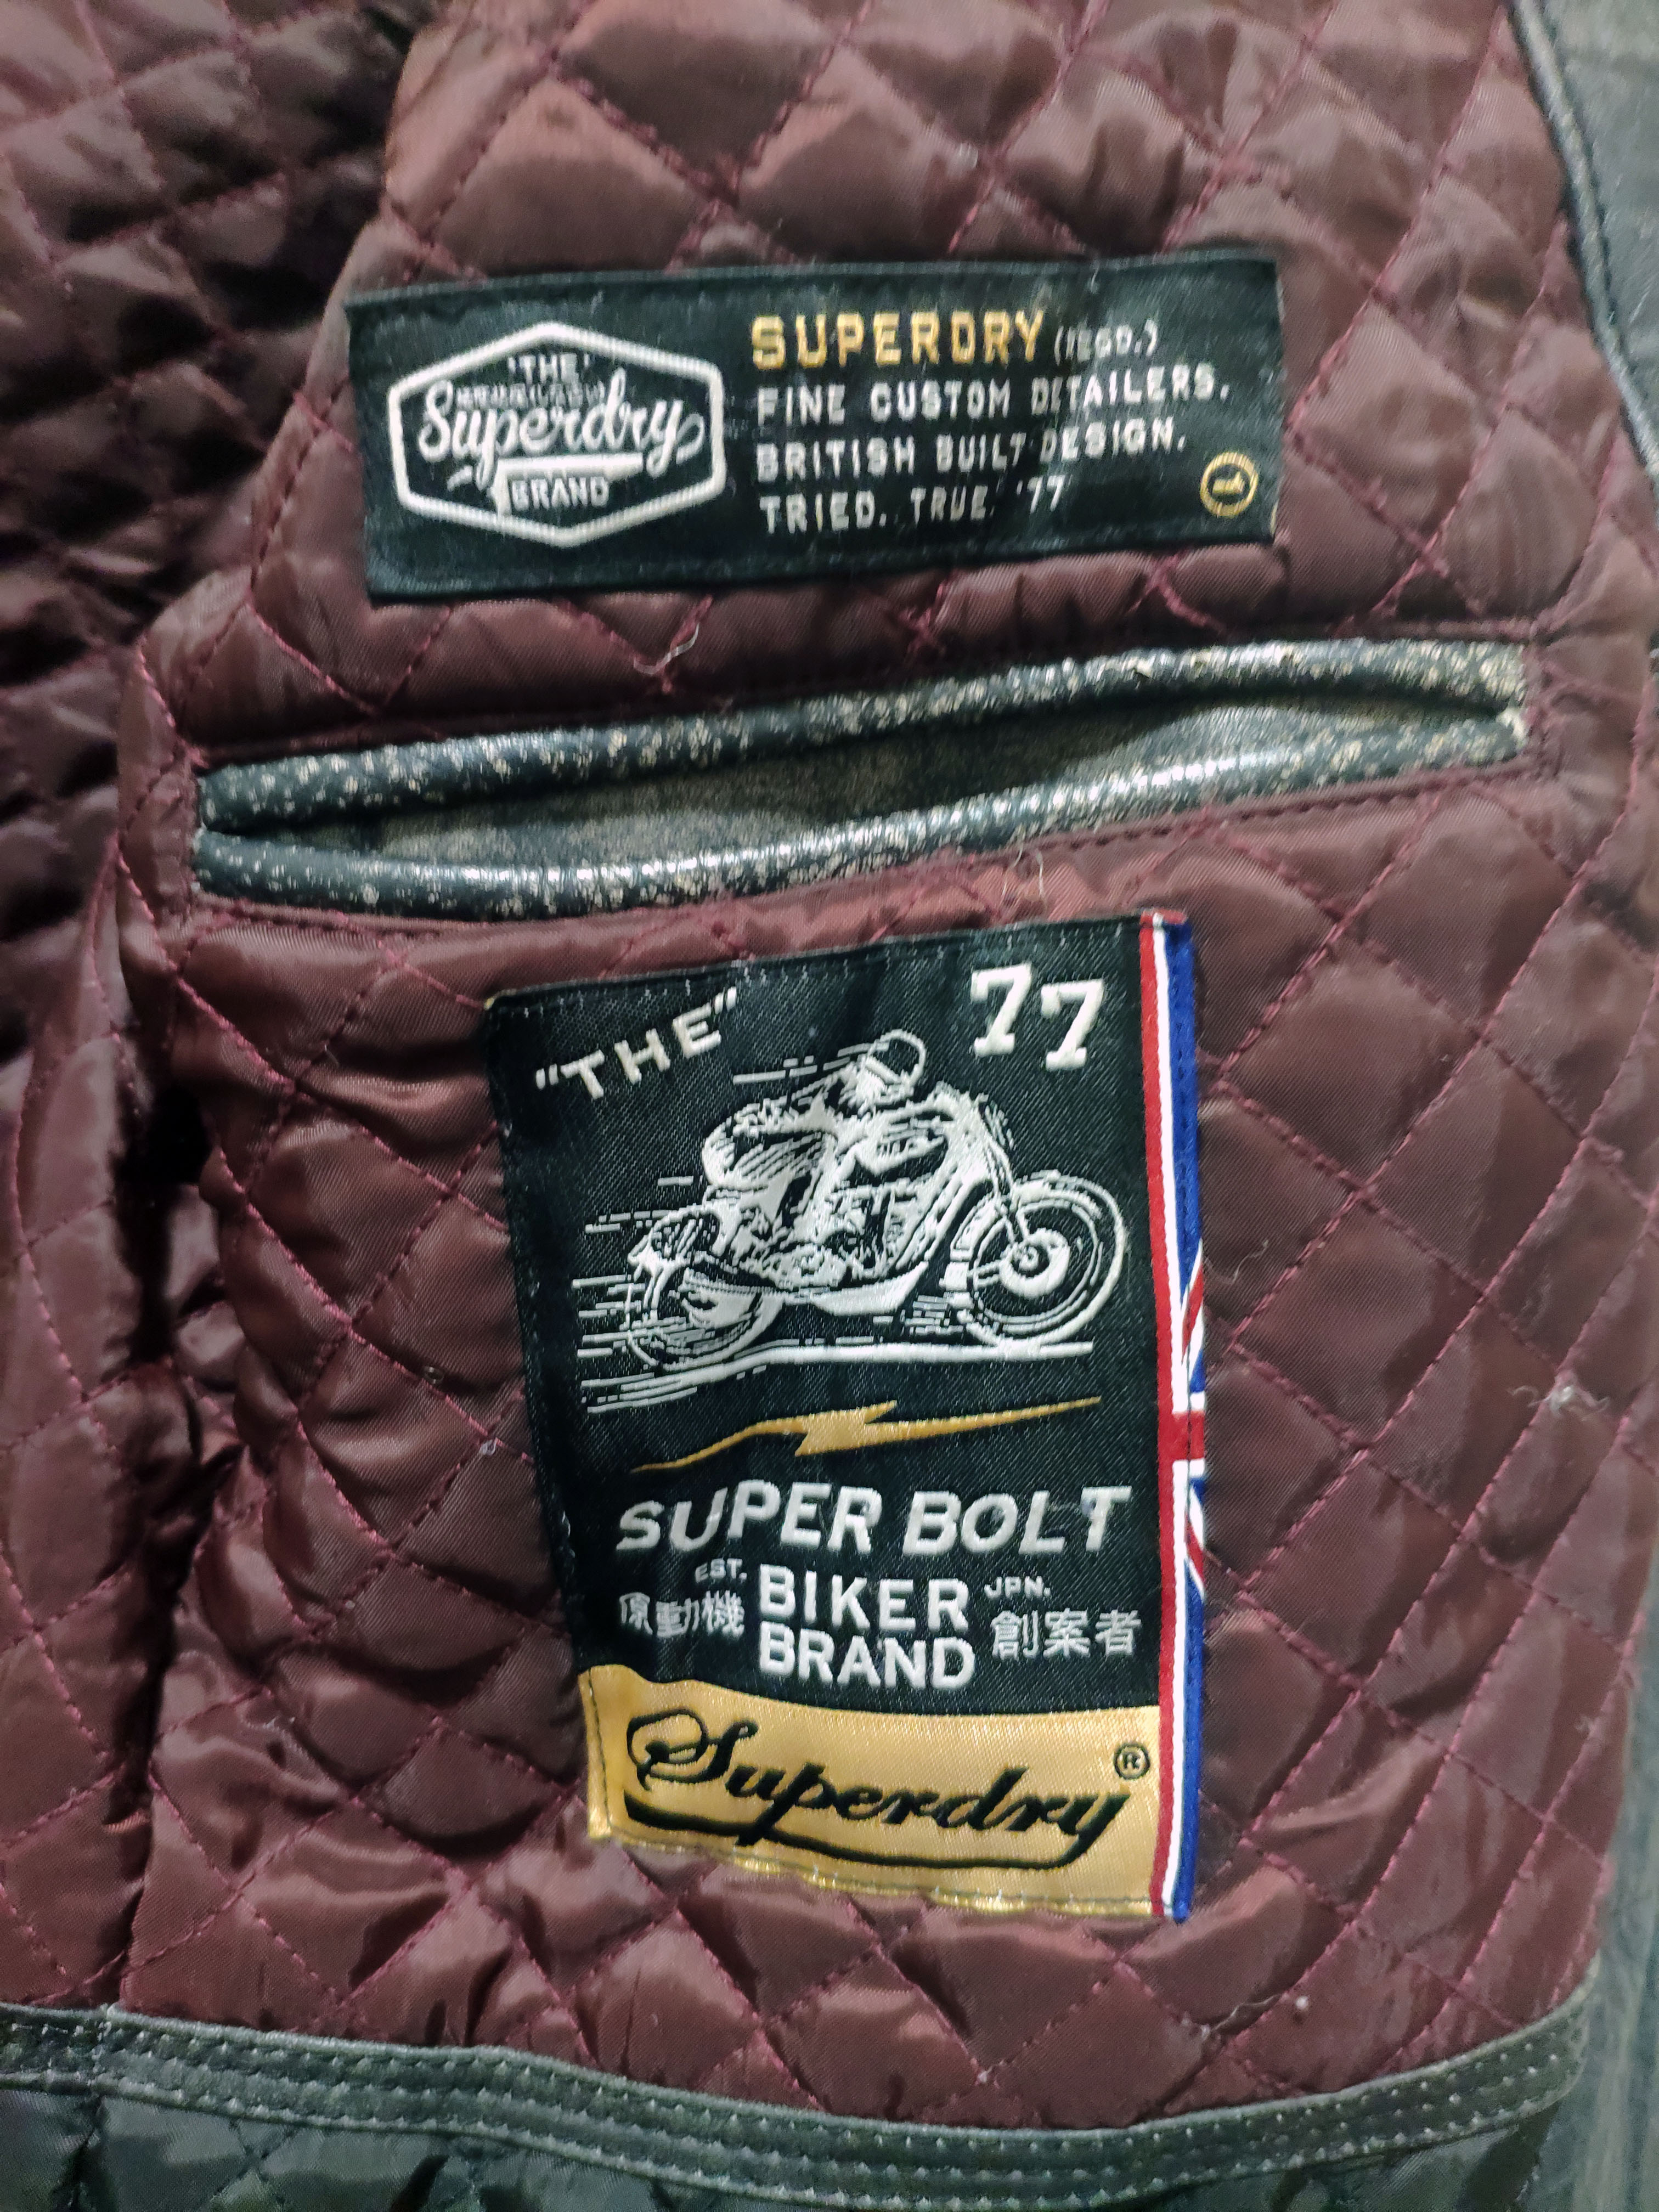 'THE'
Superdry
BRAND
SUPERDRY (REGD.)
FINE CUSTOM DETAILERS.
BRITISH BUILT DESIGN.
TRIED. TRUE. '77
1
"THE" 77
SUPER BOLT
EST. BIKER JPN.
原動機 BRAND 創案者
Superdry®